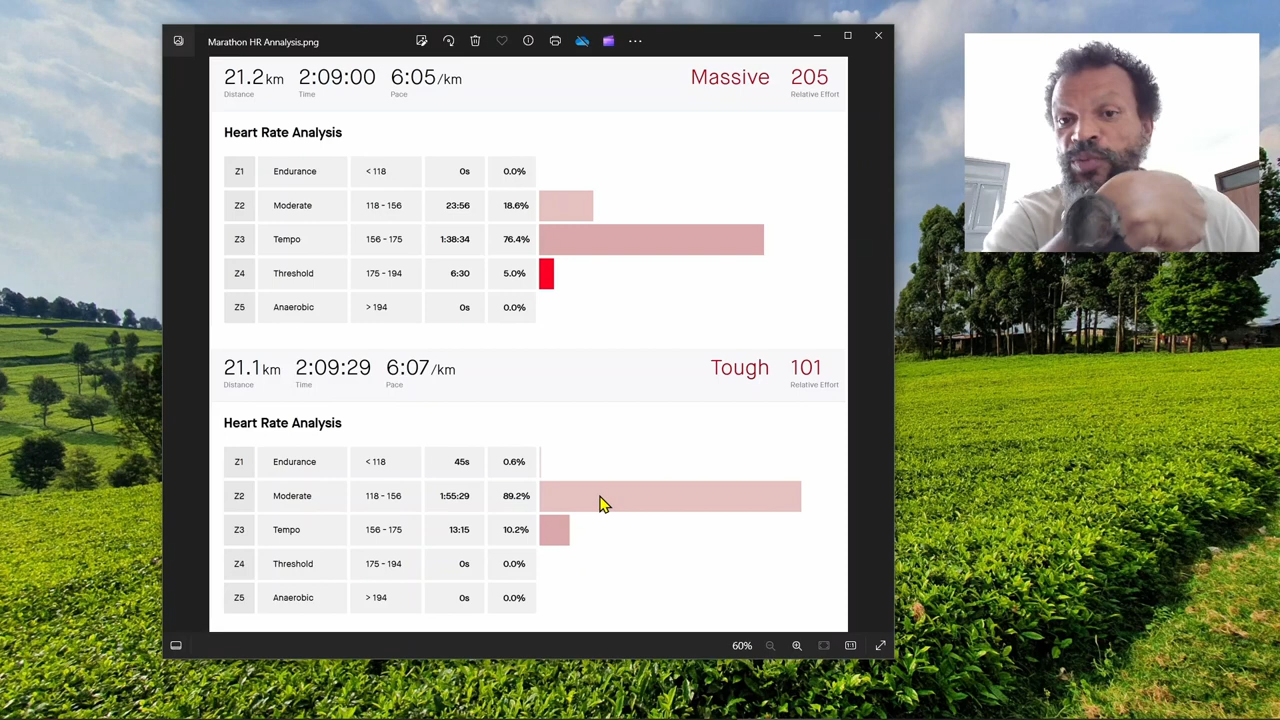 Marathon HR Annalysis.png
21.2km 2:09:00 6:05/km Massive 205
Distance Time Pace Relative Effort
Heart Rate Analysis
Z1 Endurance < 118 0s 0.0%
Z2 Moderate 118 - 156 23:56 18.6%
Z3 Tempo 156 - 175 1:38:34 76.4%
Z4 Threshold 175 - 194 6:30 5.0%
Z5 Anaerobic > 194 0s 0.0%
21.1km 2:09:29 6:07/km Tough 101
Distance Time Pace Relative Effort
Heart Rate Analysis
Z1 Endurance < 118 45s 0.6%
Z2 Moderate 118 - 156 1:55:29 89.2%
Z3 Tempo 156 - 175 13:15 10.2%
Z4 Threshold 175 - 194 0s 0.0%
Z5 Anaerobic > 194 0s 0.0%
60% 1:1